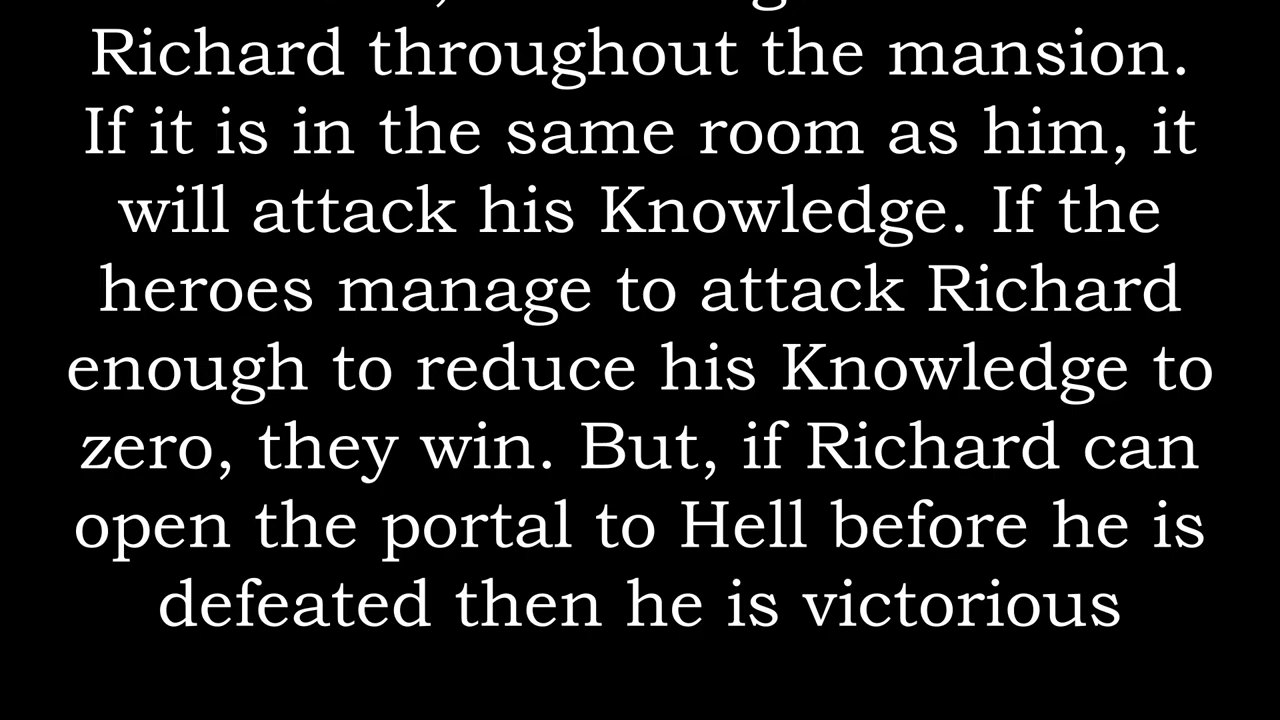 Richard throughout the mansion.
If it is in the same room as him, it
will attack his Knowledge. If the
heroes manage to attack Richard
enough to reduce his Knowledge to
zero, they win. But, if Richard can
open the portal to Hell before he is
defeated then he is victorious